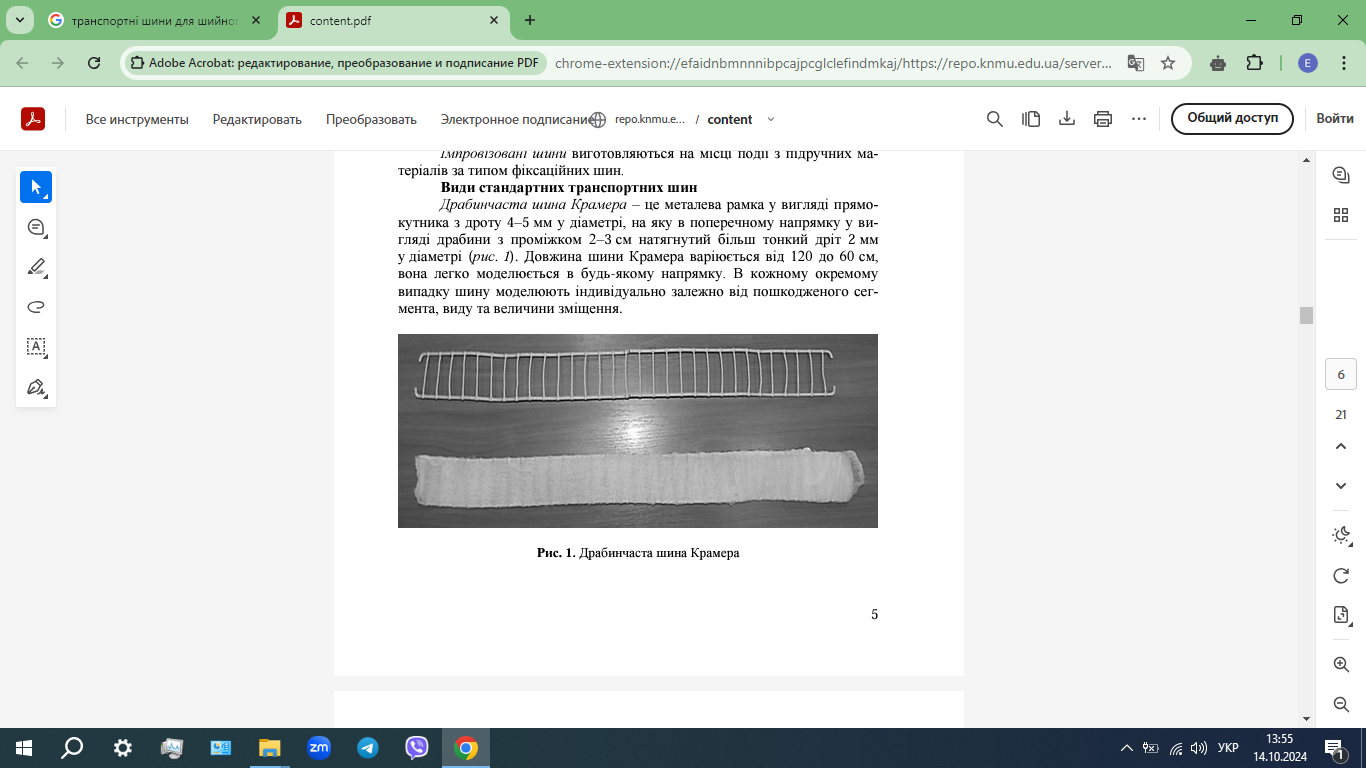 транспортні шини для шийног
content.pdf
Adobe Acrobat: редактирование, преобразование и подписание PDF
chrome-extension://efaidnbmnnnibpcajpcglclefindmkaj/https://repo.knmu.edu.ua/server...
E
Все инструменты
Редактировать
Преобразовать
Электронное подписание
repo.knmu.e... / content
Общий доступ
Войти
Імпровізовані шини виготовляються на місці події з підручних ма-
теріалів за типом фіксаційних шин.
Види стандартних транспортних шин
Драбинчаста шина Крамера – це металева рамка у вигляді прямо-
кутника з дроту 4–5 мм у діаметрі, на яку в поперечному напрямку у ви-
гляді драбини з проміжком 2–3 см натягнутий більш тонкий дріт 2 мм
у діаметрі (рис. 1). Довжина шини Крамера варіюється від 120 до 60 см,
вона легко моделюється в будь-якому напрямку. В кожному окремому
випадку шину моделюють індивідуально залежно від пошкодженого сег-
мента, виду та величини зміщення.
Рис. 1. Драбинчаста шина Крамера
5
6
21
zm
УКР
13:55
14.10.2024
1